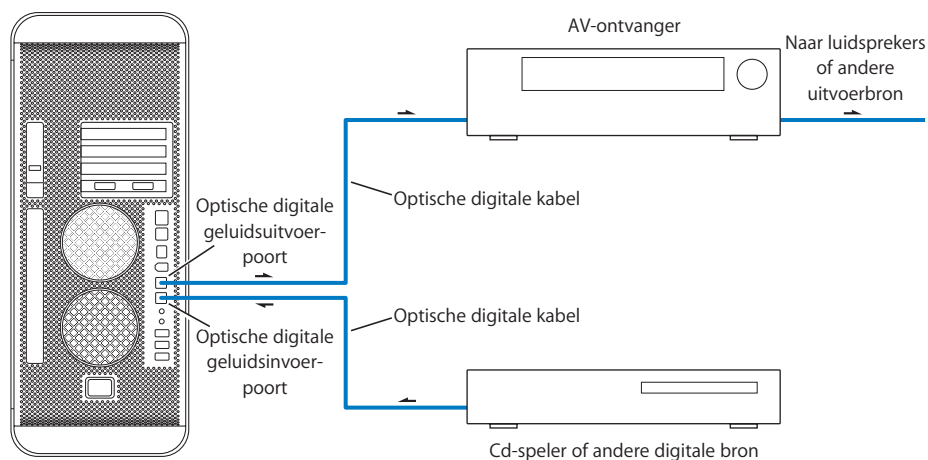 AV-ontvanger
Naar luidsprekers
of andere
uitvoerbron
Optische digitale kabel
Optische digitale
geluidsuitvoer-
poort
Optische digitale kabel
Optische digitale
geluidsinvoer-
poort
Cd-speler of andere digitale bron